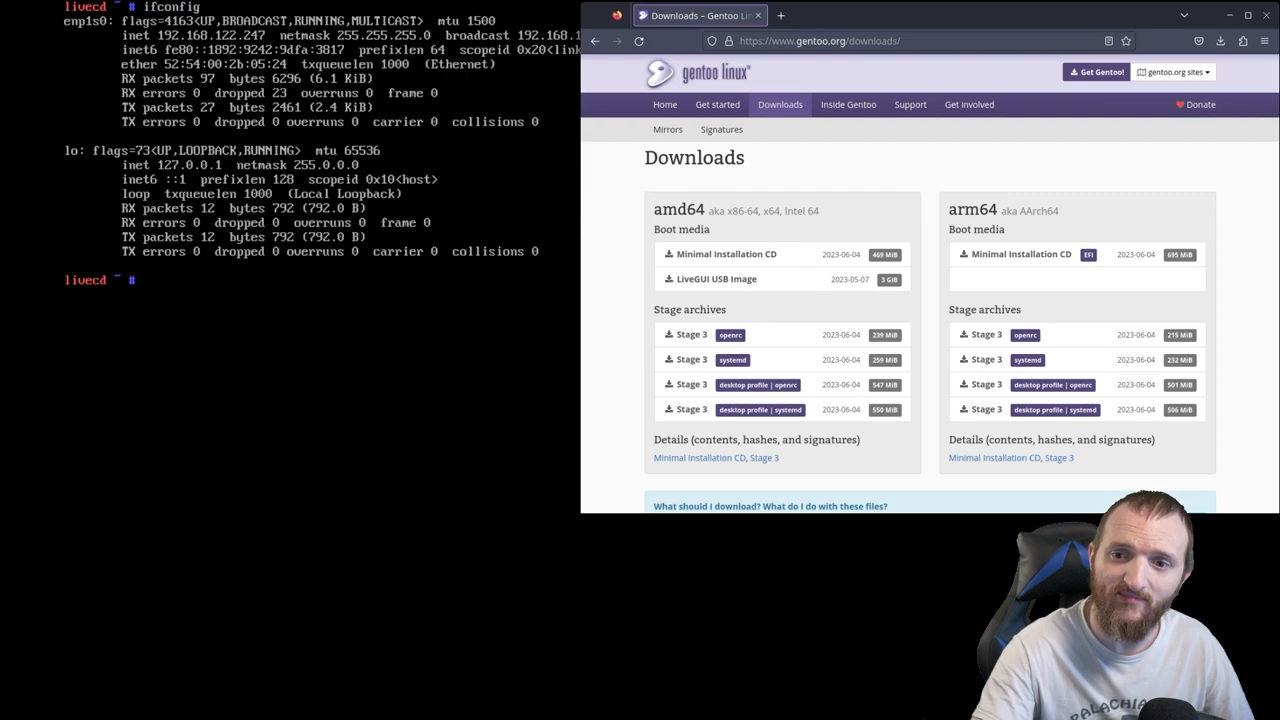 livecd ~ # ifconfig
enp1s0: flags=4163<UP,BROADCAST,RUNNING,MULTICAST>  mtu 1500
inet 192.168.122.247  netmask 255.255.255.0  broadcast 192.168.1
inet6 fe80::1892:9242:9dfa:3817  prefixlen 64  scopeid 0x20<link
ether 52:54:00:2b:05:24  txqueuelen 1000  (Ethernet)
RX packets 97  bytes 6296 (6.1 KiB)
RX errors 0  dropped 23  overruns 0  frame 0
TX packets 27  bytes 2461 (2.4 KiB)
TX errors 0  dropped 0 overruns 0  carrier 0  collisions 0
lo: flags=73<UP,LOOPBACK,RUNNING>  mtu 65536
inet 127.0.0.1  netmask 255.0.0.0
inet6 ::1  prefixlen 128  scopeid 0x10<host>
loop  txqueuelen 1000  (Local Loopback)
RX packets 12  bytes 792 (792.0 B)
RX errors 0  dropped 0  overruns 0  frame 0
TX packets 12  bytes 792 (792.0 B)
TX errors 0  dropped 0 overruns 0  carrier 0  collisions 0
livecd ~ #
Downloads – Gentoo Lin
https://www.gentoo.org/downloads/
gentoo linux
Get Gentoo! gentoo.org sites
Home Get started Downloads Inside Gentoo Support Get involved Donate
Mirrors Signatures
Downloads
amd64 aka x86-64, x64, Intel 64
Boot media
Minimal Installation CD 2023-06-04 469 MiB
LiveGUI USB Image 2023-05-07 3 GiB
Stage archives
Stage 3 openrc 2023-06-04 239 MiB
Stage 3 systemd 2023-06-04 259 MiB
Stage 3 desktop profile | openrc 2023-06-04 547 MiB
Stage 3 desktop profile | systemd 2023-06-04 550 MiB
Details (contents, hashes, and signatures)
Minimal Installation CD, Stage 3
arm64 aka AArch64
Boot media
Minimal Installation CD EFI 2023-06-04 695 MiB
Stage archives
Stage 3 openrc 2023-06-04 215 MiB
Stage 3 systemd 2023-06-04 232 MiB
Stage 3 desktop profile | openrc 2023-06-04 501 MiB
Stage 3 desktop profile | systemd 2023-06-04 506 MiB
Details (contents, hashes, and signatures)
Minimal Installation CD, Stage 3
What should I download? What do I do with these files?